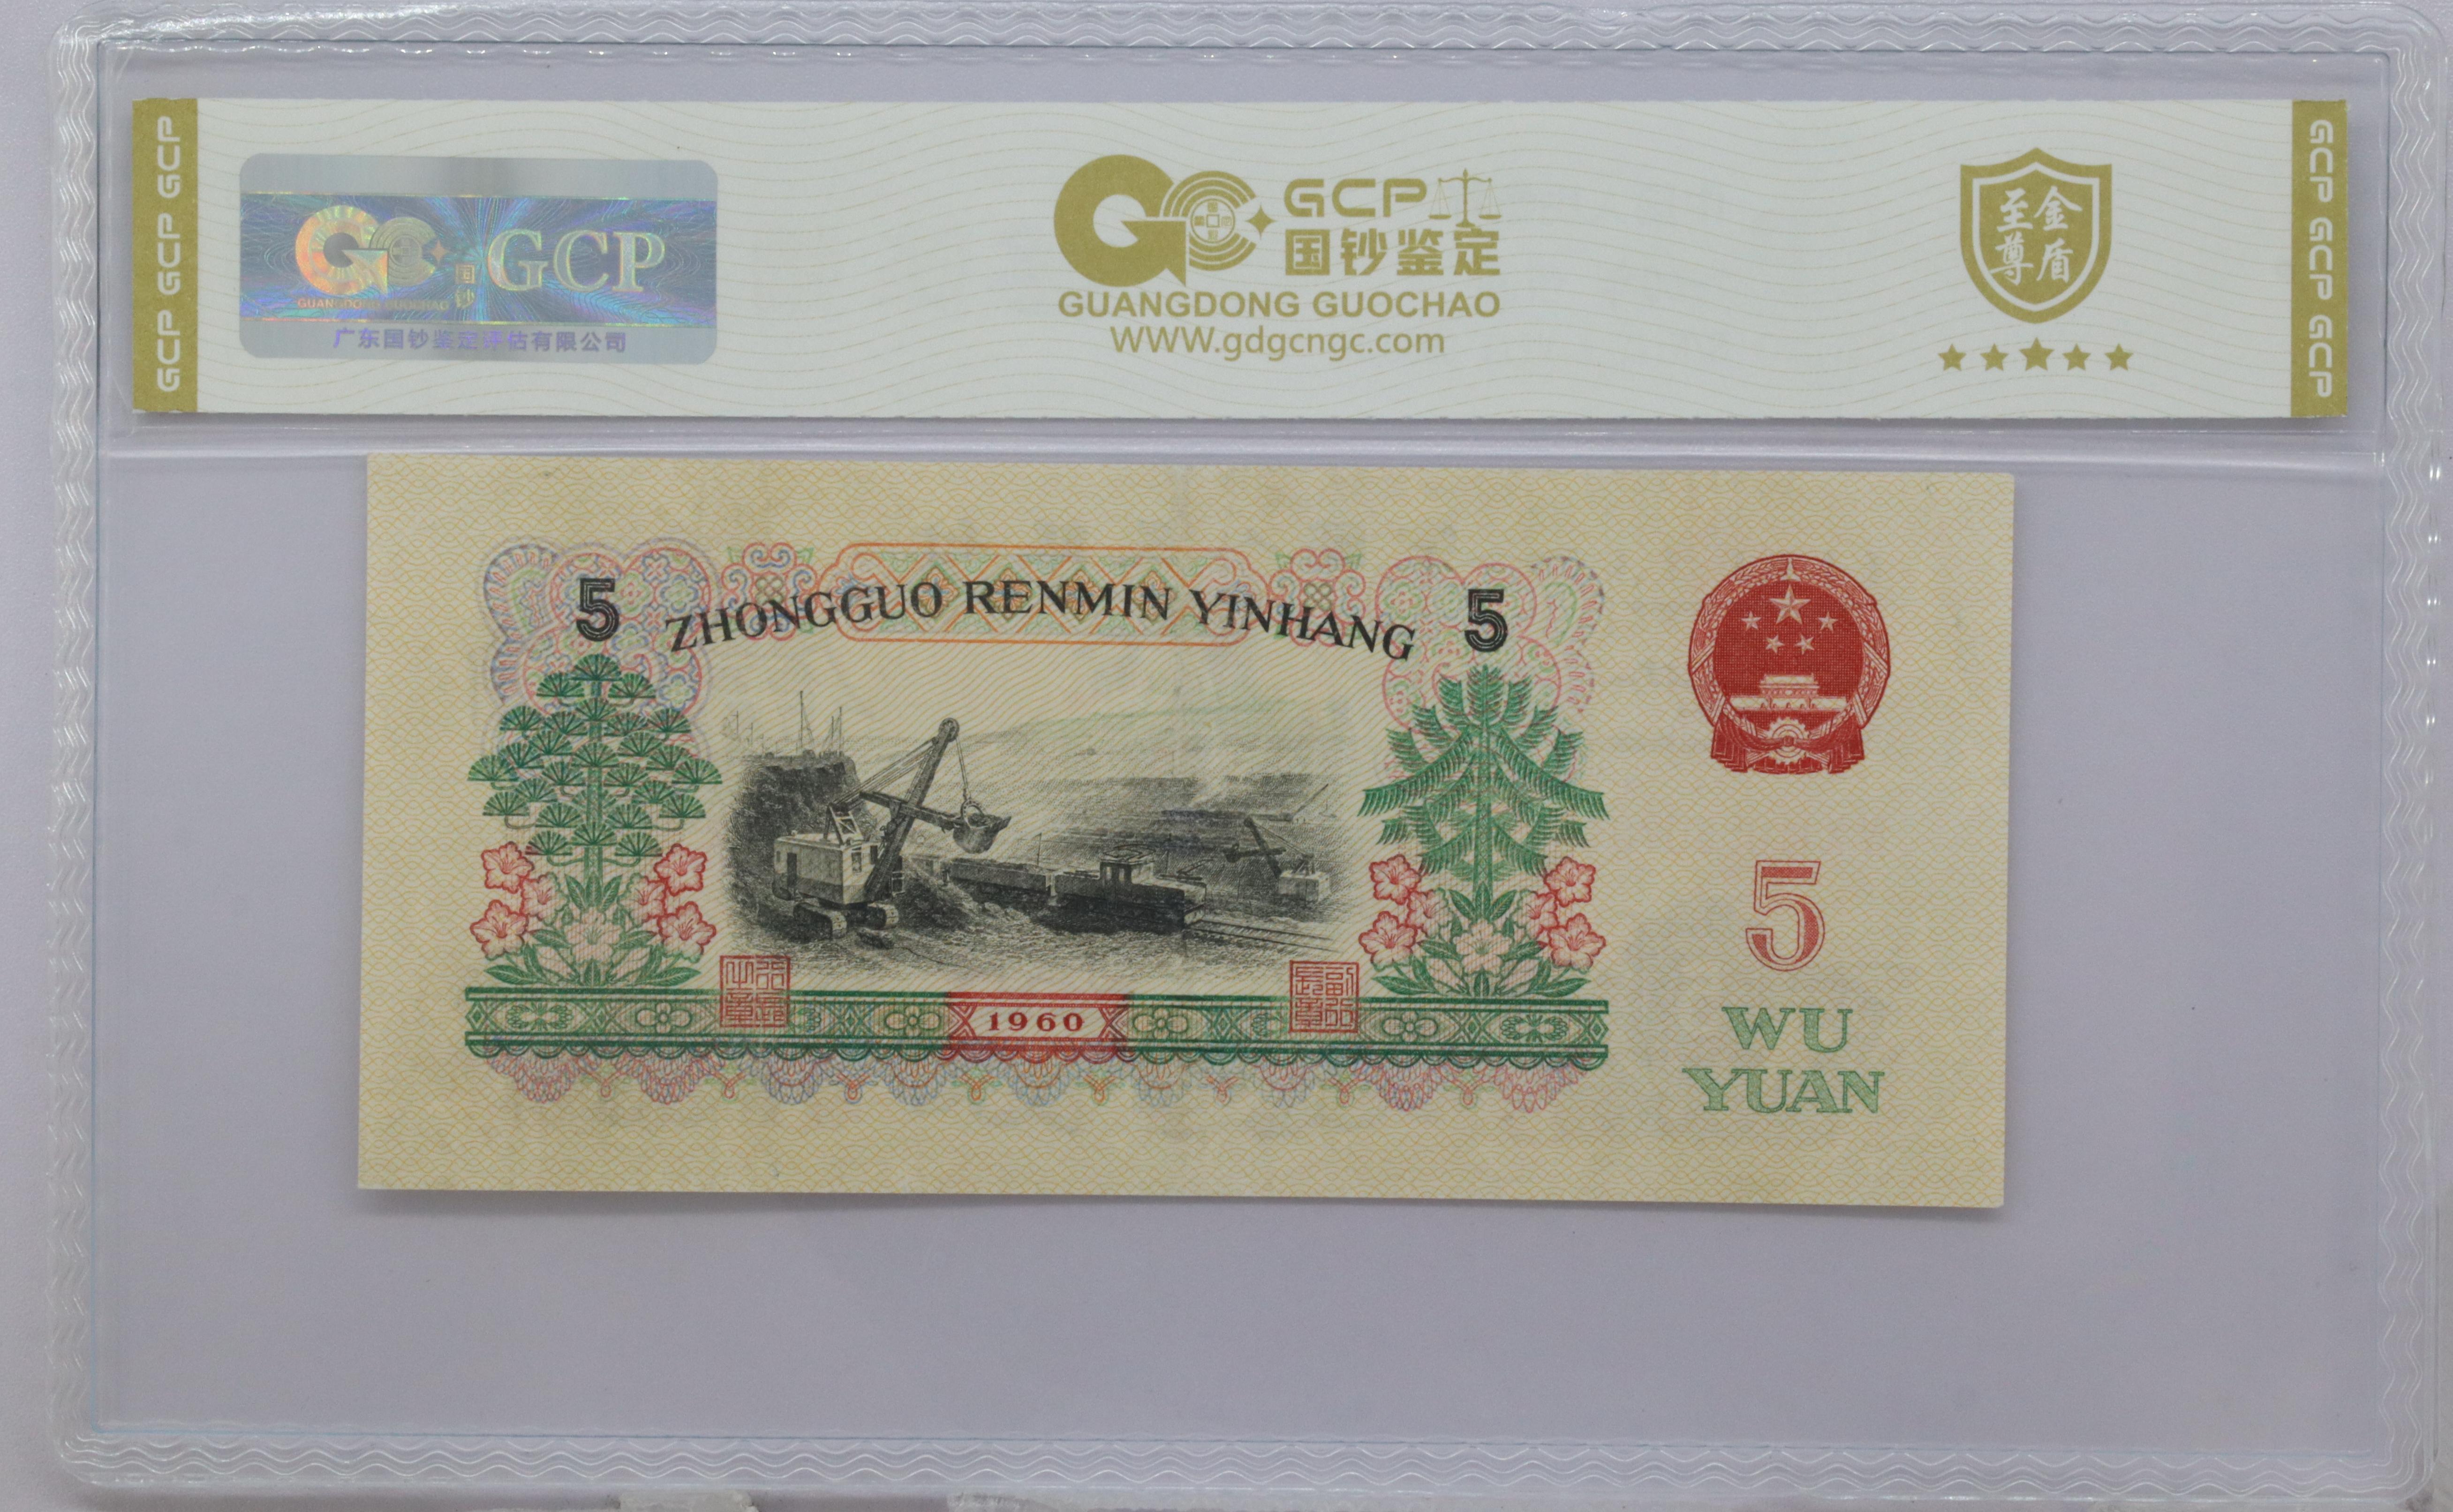 GCP GCP GCP
GCP
国钞
GUANGDONG GUOCHAO
广东国钞鉴定评估有限公司
GCP
国钞鉴定
GUANGDONG GUOCHAO
WWW.gdgcngc.com
至金
尊盾
GCP GCP GCP
5 ZHONGGUO RENMIN YINHANG 5
1960
5
WU
YUAN